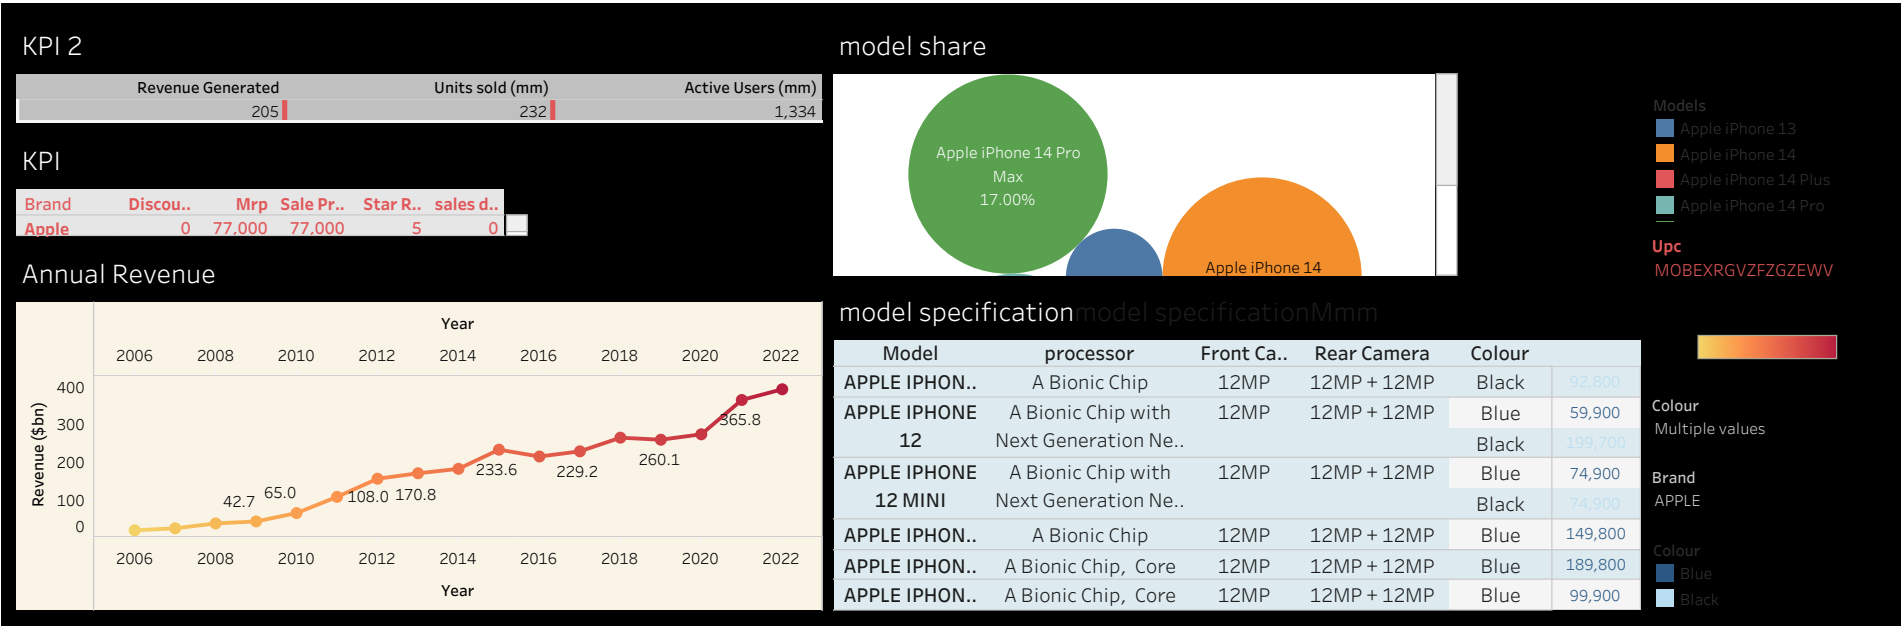 KPI 2
Revenue Generated Units sold (mm) Active Users (mm)
205 232 1,334
KPI
Brand Discou.. Mrp Sale Pr.. Star R.. sales d..
Apple 0 77,000 77,000 5 0
Annual Revenue
Year
2006 2008 2010 2012 2014 2016 2018 2020 2022
Revenue ($bn)
400
300
200
100
0
42.7 65.0 108.0 170.8 233.6 229.2 260.1 365.8
2006 2008 2010 2012 2014 2016 2018 2020 2022
Year
model share
Apple iPhone 14 Pro
Max
17.00%
Apple iPhone 14
model specificationmodel specificationMmm
Model processor Front Ca.. Rear Camera Colour
APPLE IPHON.. A Bionic Chip 12MP 12MP + 12MP Black 92,800
APPLE IPHONE A Bionic Chip with 12MP 12MP + 12MP Blue 59,900
12 Next Generation Ne.. Black 199,700
APPLE IPHONE A Bionic Chip with 12MP 12MP + 12MP Blue 74,900
12 MINI Next Generation Ne.. Black 74,900
APPLE IPHON.. A Bionic Chip 12MP 12MP + 12MP Blue 149,800
APPLE IPHON.. A Bionic Chip, Core 12MP 12MP + 12MP Blue 189,800
APPLE IPHON.. A Bionic Chip, Core 12MP 12MP + 12MP Blue 99,900
Models
Apple iPhone 13
Apple iPhone 14
Apple iPhone 14 Plus
Apple iPhone 14 Pro
Upc
MOBEXRGVZFZGZEWV
Colour
Multiple values
Brand
APPLE
Colour
Blue
Black